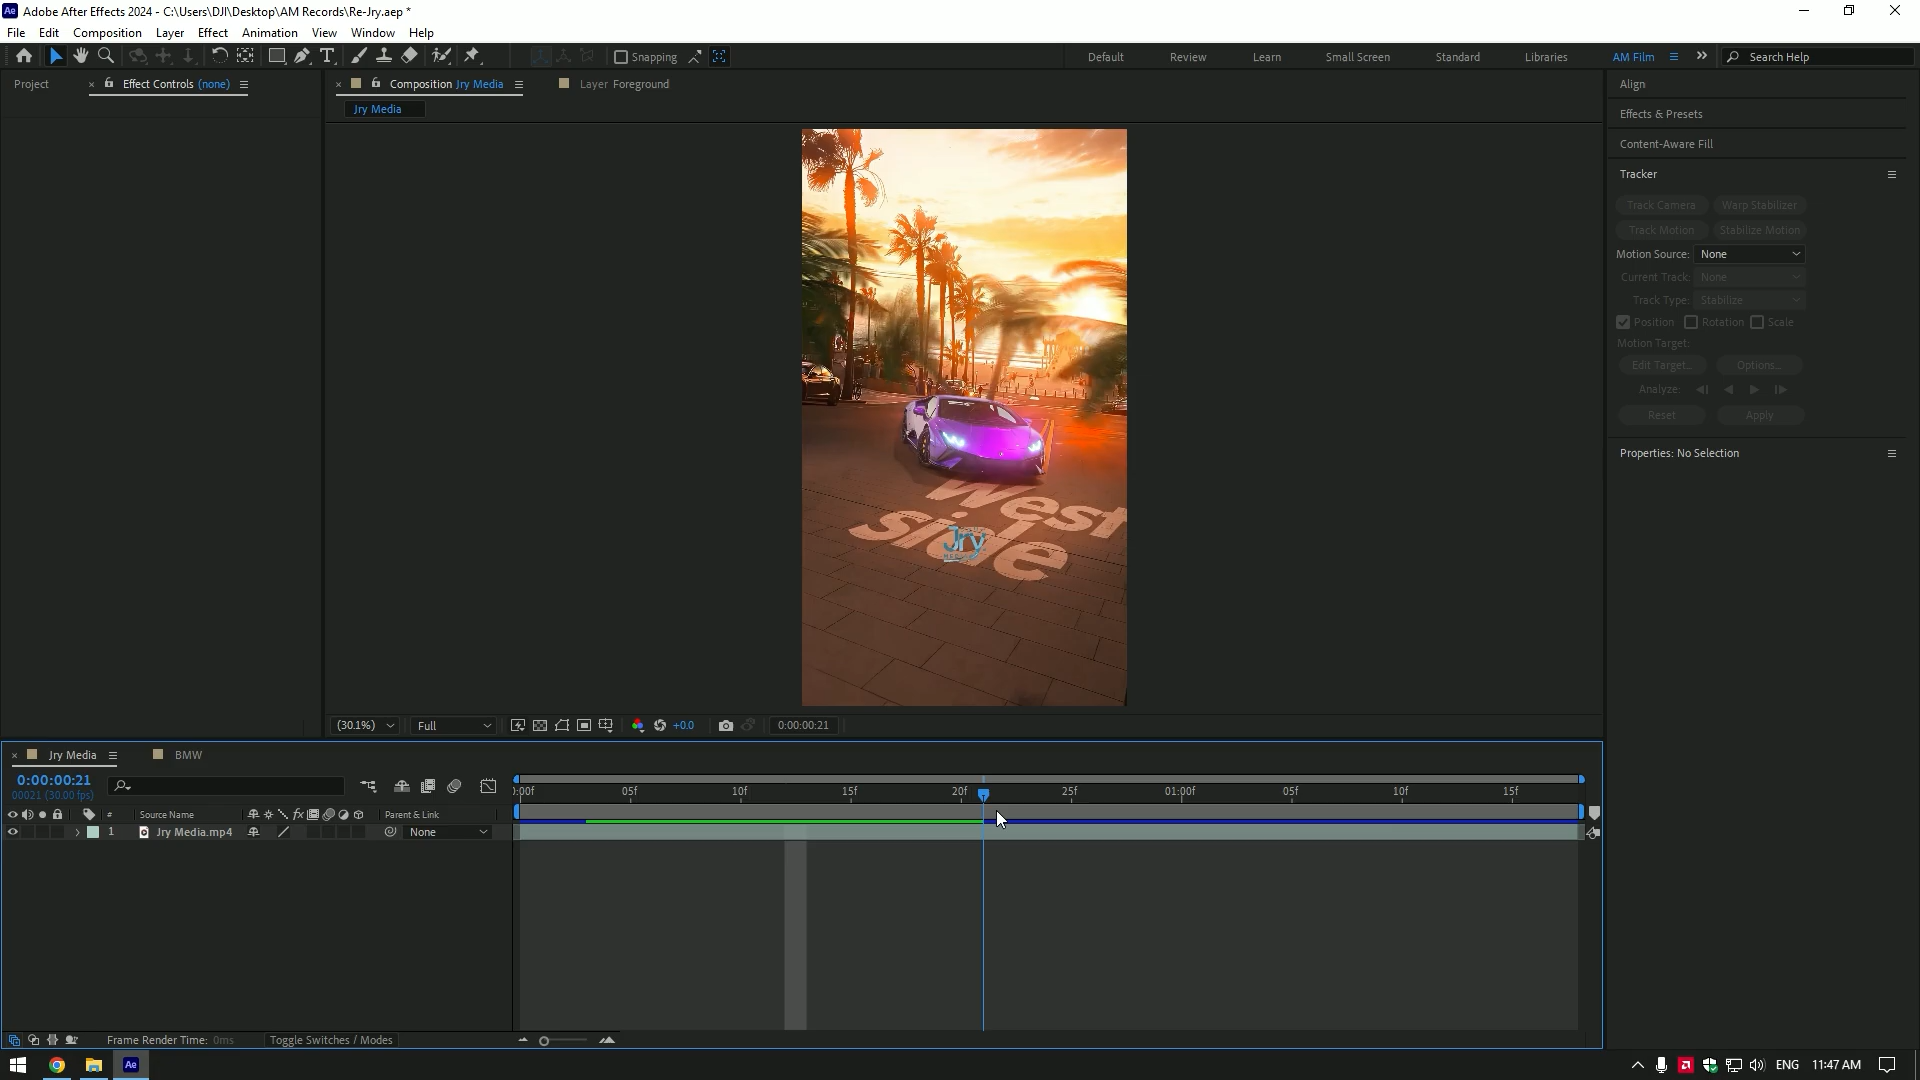 Adobe After Effects 2024 - C:\Users\DJI\Desktop\AM Records\Re-Jry.aep *
File Edit Composition Layer Effect Animation View Window Help
Snapping Default Review Learn Small Screen Standard Libraries AM Film Search Help
Project × Effect Controls (none) × Composition Jry Media Layer Foreground
Jry Media
Align
Effects & Presets
Content-Aware Fill
Tracker
Track Camera Warp Stabilizer
Track Motion Stabilize Motion
Motion Source: None
Current Track: None
Track Type: Stabilize
Position Rotation Scale
Motion Target:
Edit Target... Options...
Analyze:
Reset Apply
Properties: No Selection
West
side
Jry
(30.1%) Full +0.0 0:00:00:21
× Jry Media BMW
0:00:00:21
00021 (30.00 fps)
):00f 05f 10f 15f 20f 25f 01:00f 05f 10f 15f
# Source Name fx Parent & Link
1 Jry Media.mp4 None
Frame Render Time: 0ms Toggle Switches / Modes
Ae ENG 11:47 AM